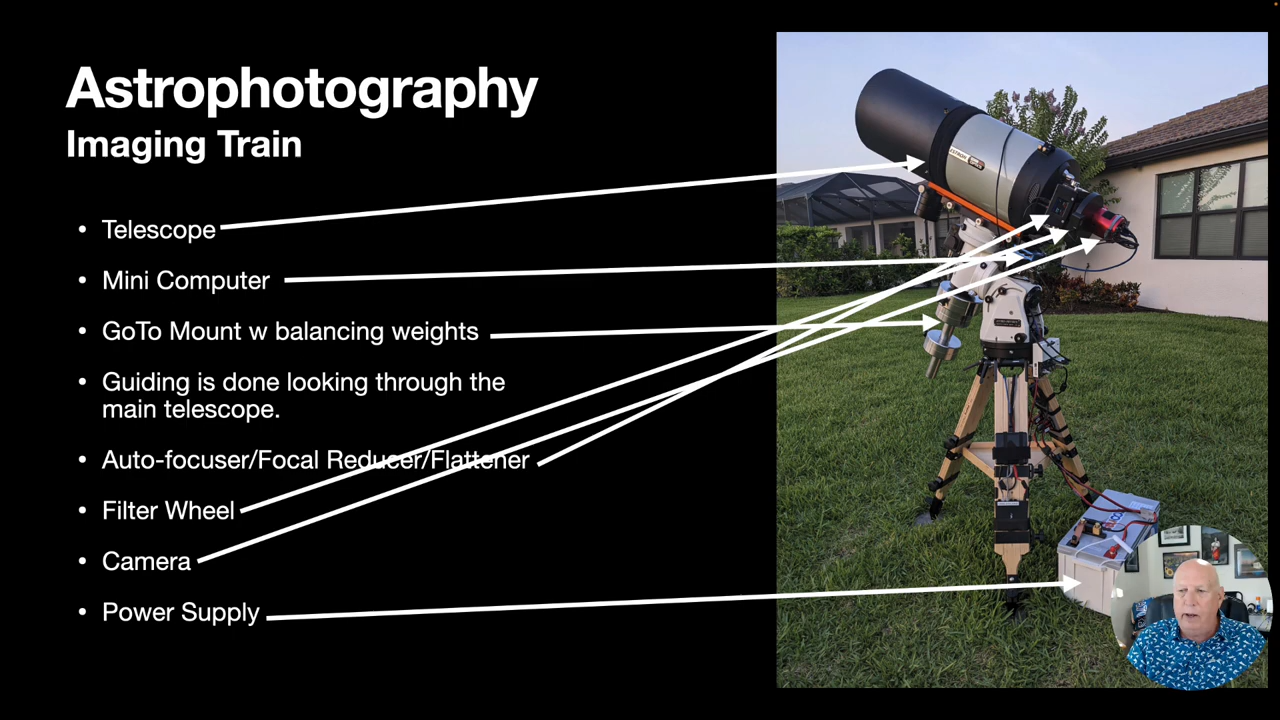 Astrophotography
Imaging Train
• Telescope
• Mini Computer
• GoTo Mount w balancing weights
• Guiding is done looking through the
main telescope.
• Auto-focuser/Focal Reducer/Flattener
• Filter Wheel
• Camera
• Power Supply